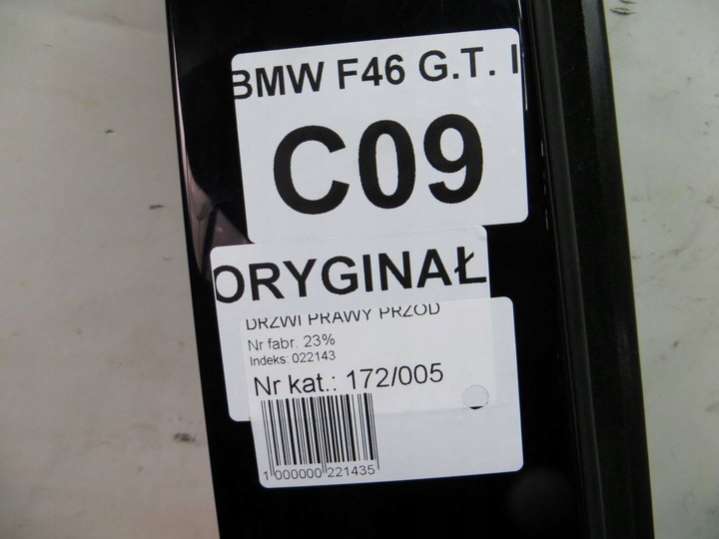 BMW F46 G.T. I
C09
ORYGINAŁ
DRZWI PRAWY PRZÓD
Nr fabr. 23%
Indeks: 022143
Nr kat.: 172/005
1 000000 221435